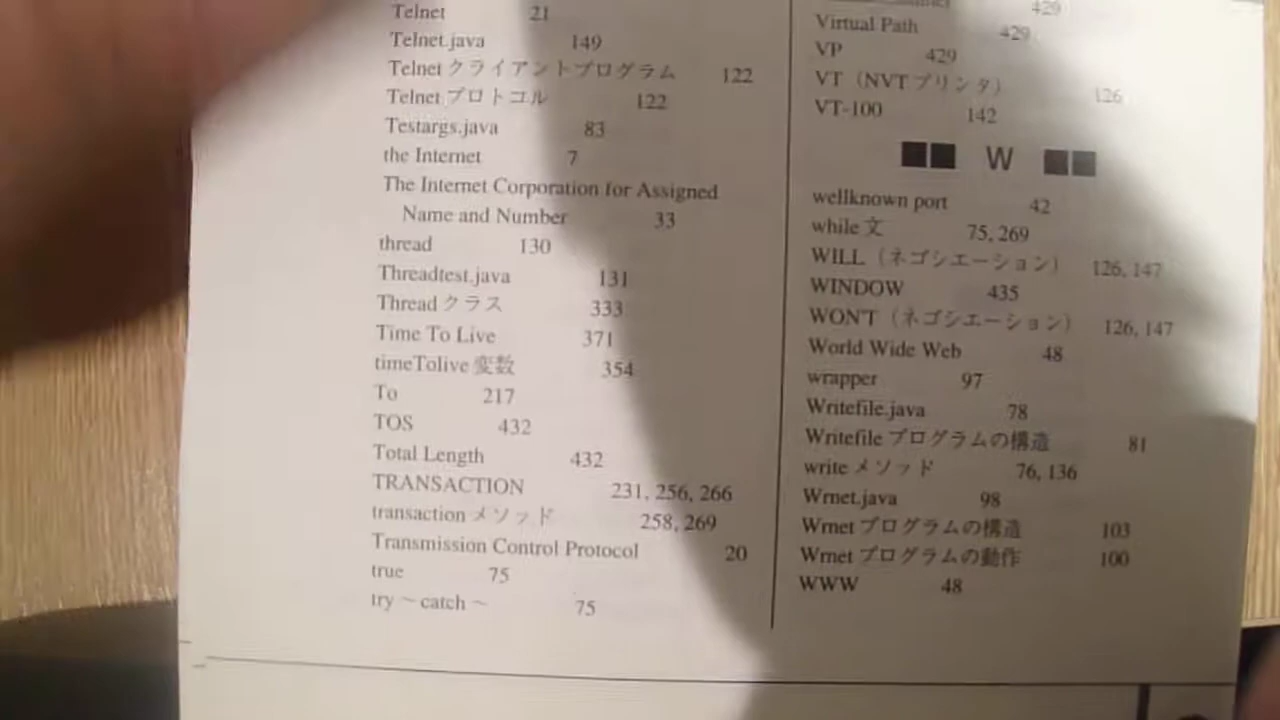 Telnet 21
Telnet.java 149
Telnet クライアントプログラム 122
Telnet プロトコル 122
Testargs.java 83
the Internet 7
The Internet Corporation for Assigned
Name and Number 33
thread 130
Threadtest.java 131
Thread クラス 333
Time To Live 371
timeTolive 変数 354
To 217
TOS 432
Total Length 432
TRANSACTION 231, 256, 266
transaction メソッド 258, 269
Transmission Control Protocol 20
true 75
try ～ catch ～ 75
429
Virtual Path 429
VP 429
VT（NVT プリンタ） 126
VT-100 142
■■ W ■■
wellknown port 42
while 文 75, 269
WILL（ネゴシエーション） 126, 147
WINDOW 435
WON'T（ネゴシエーション） 126, 147
World Wide Web 48
wrapper 97
Writefile.java 78
Writefile プログラムの構造 81
write メソッド 76, 136
Wrnet.java 98
Wrnet プログラムの構造 103
Wrnet プログラムの動作 100
WWW 48